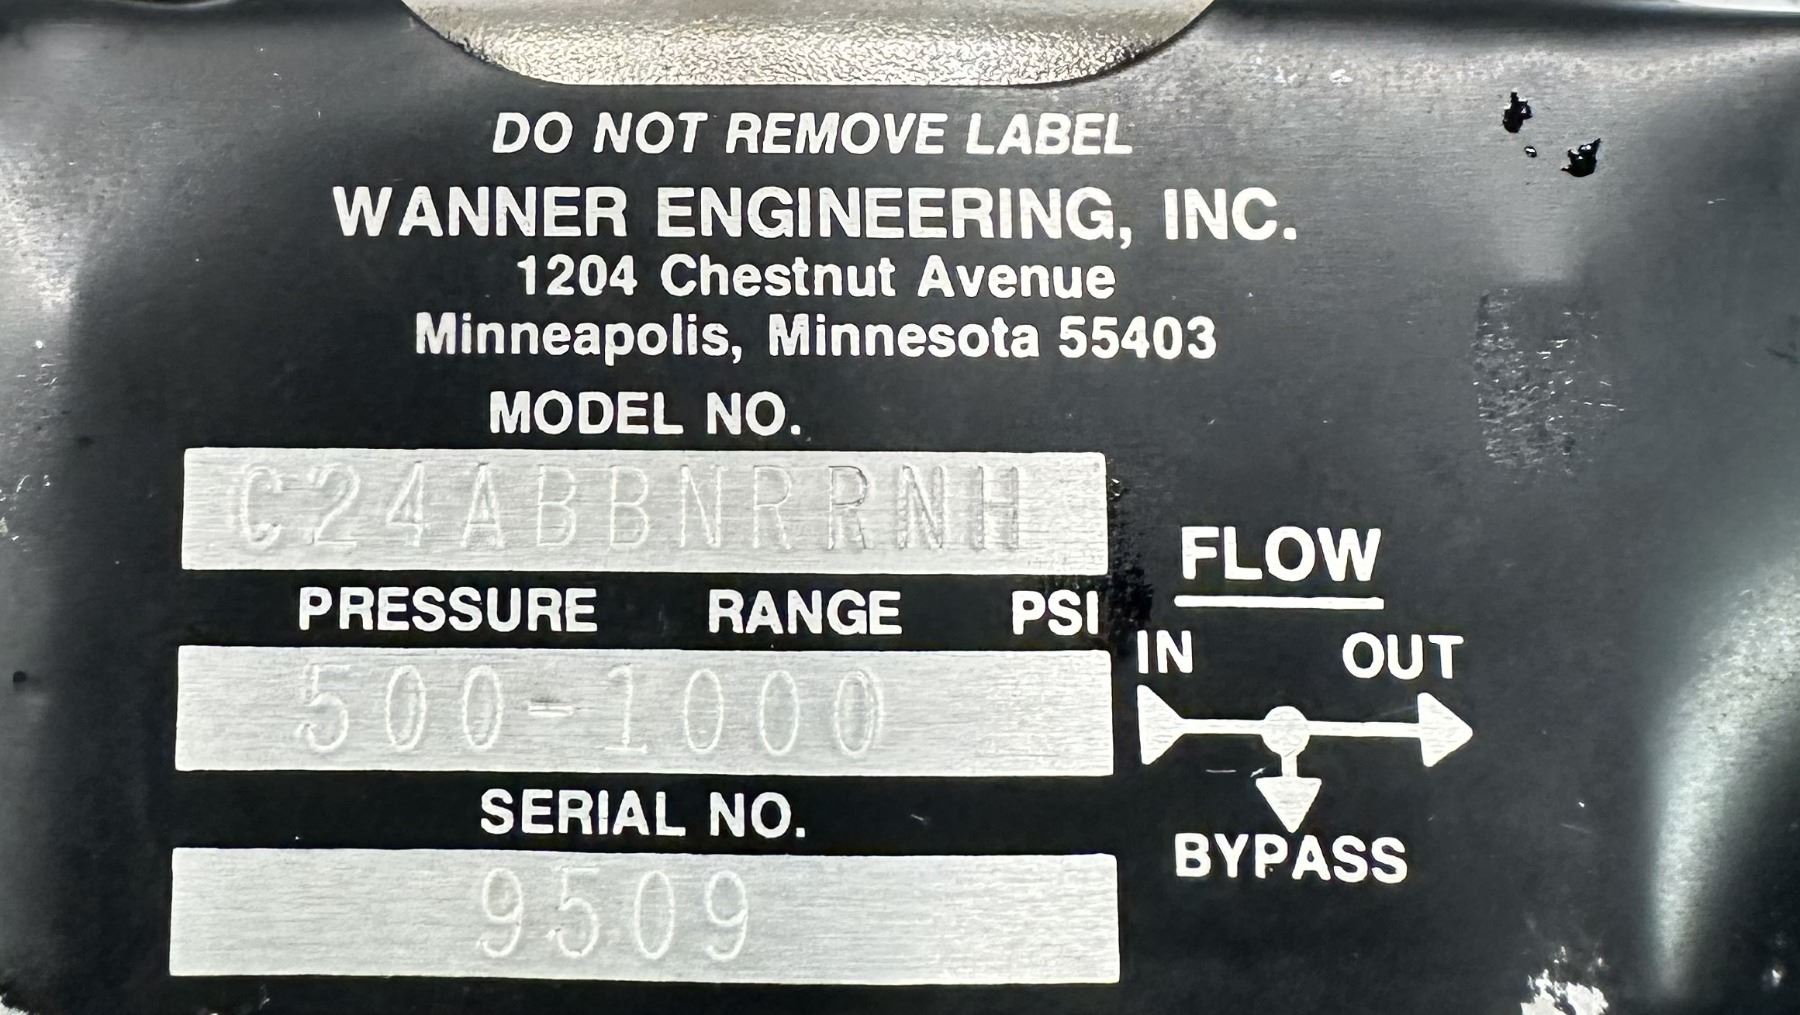 DO NOT REMOVE LABEL
WANNER ENGINEERING, INC.
1204 Chestnut Avenue
Minneapolis, Minnesota 55403
MODEL NO.
C24ABBNRRNH
PRESSURE RANGE PSI
500-1000
SERIAL NO.
9509
FLOW
IN OUT
BYPASS